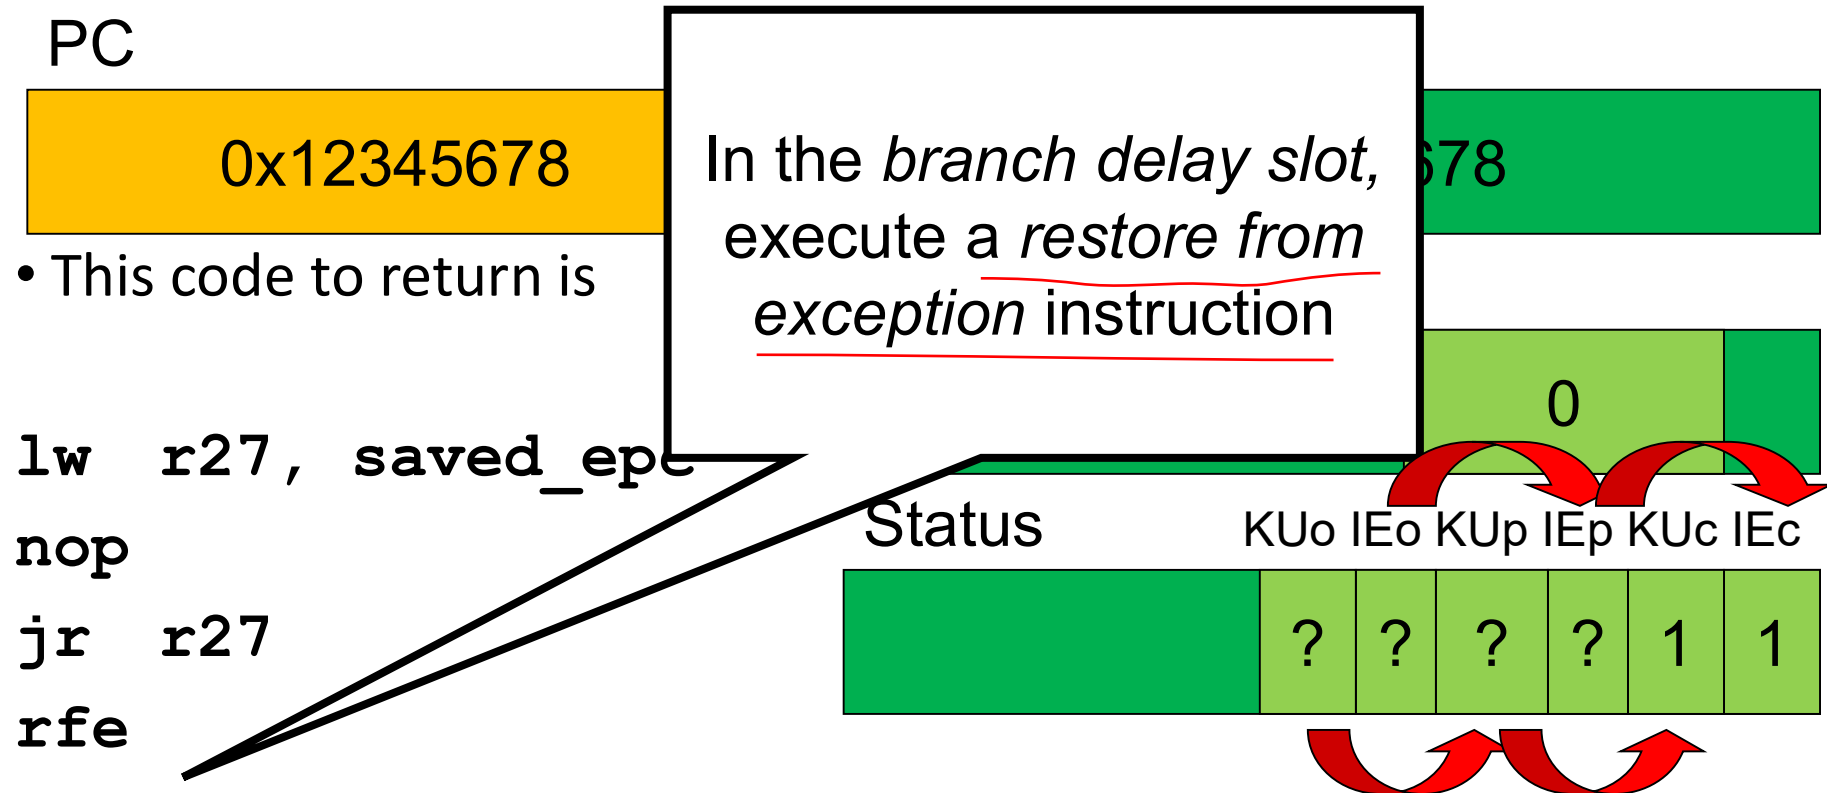 PC
0x12345678
678
In the branch delay slot,
execute a restore from
exception instruction
• This code to return is
0
lw r27, saved_epc
nop
jr r27
rfe
Status
KUo IEo KUp IEp KUc IEc
? ? ? ? 1 1